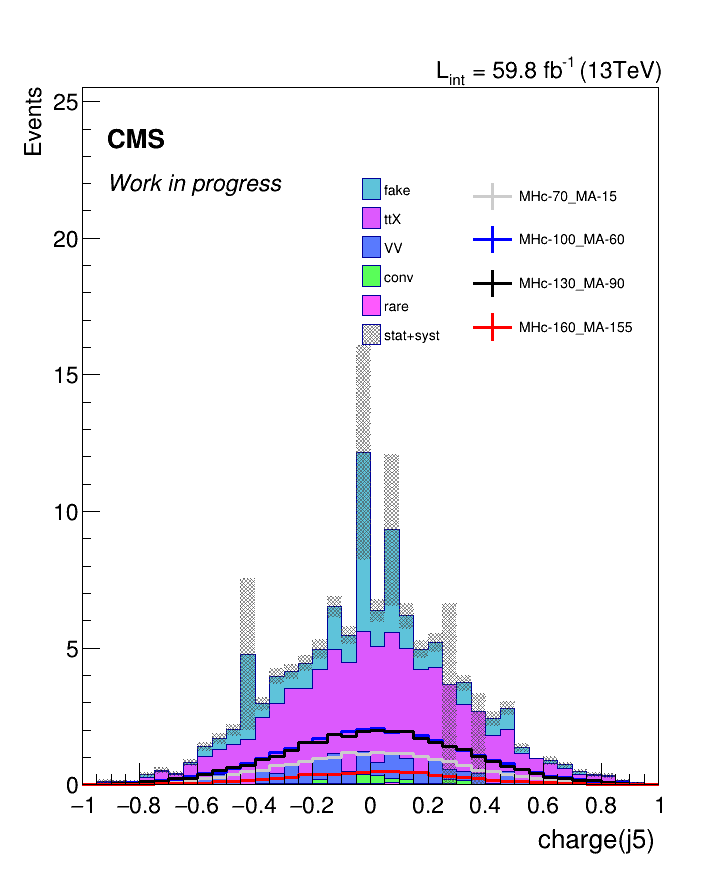 L_int = 59.8 fb^-1 (13TeV)
Events
CMS
Work in progress
fake
ttX
VV
conv
rare
stat+syst
MHc-70_MA-15
MHc-100_MA-60
MHc-130_MA-90
MHc-160_MA-155
25
20
15
10
5
0
−1 −0.8 −0.6 −0.4 −0.2 0 0.2 0.4 0.6 0.8 1
charge(j5)